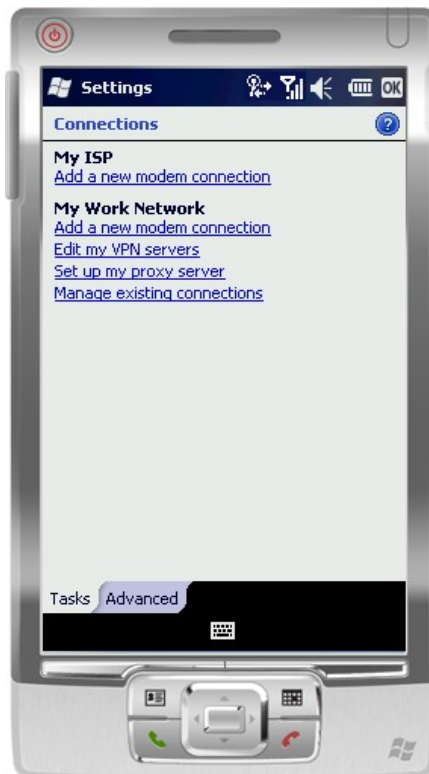 Settings
OK
Connections
?
My ISP
Add a new modem connection
My Work Network
Add a new modem connection
Edit my VPN servers
Set up my proxy server
Manage existing connections
Tasks
Advanced